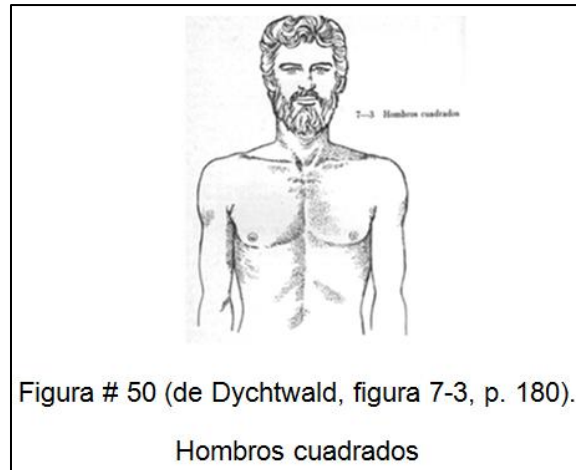 7—3 Hombros cuadrados
Figura # 50 (de Dychtwald, figura 7-3, p. 180).
Hombros cuadrados